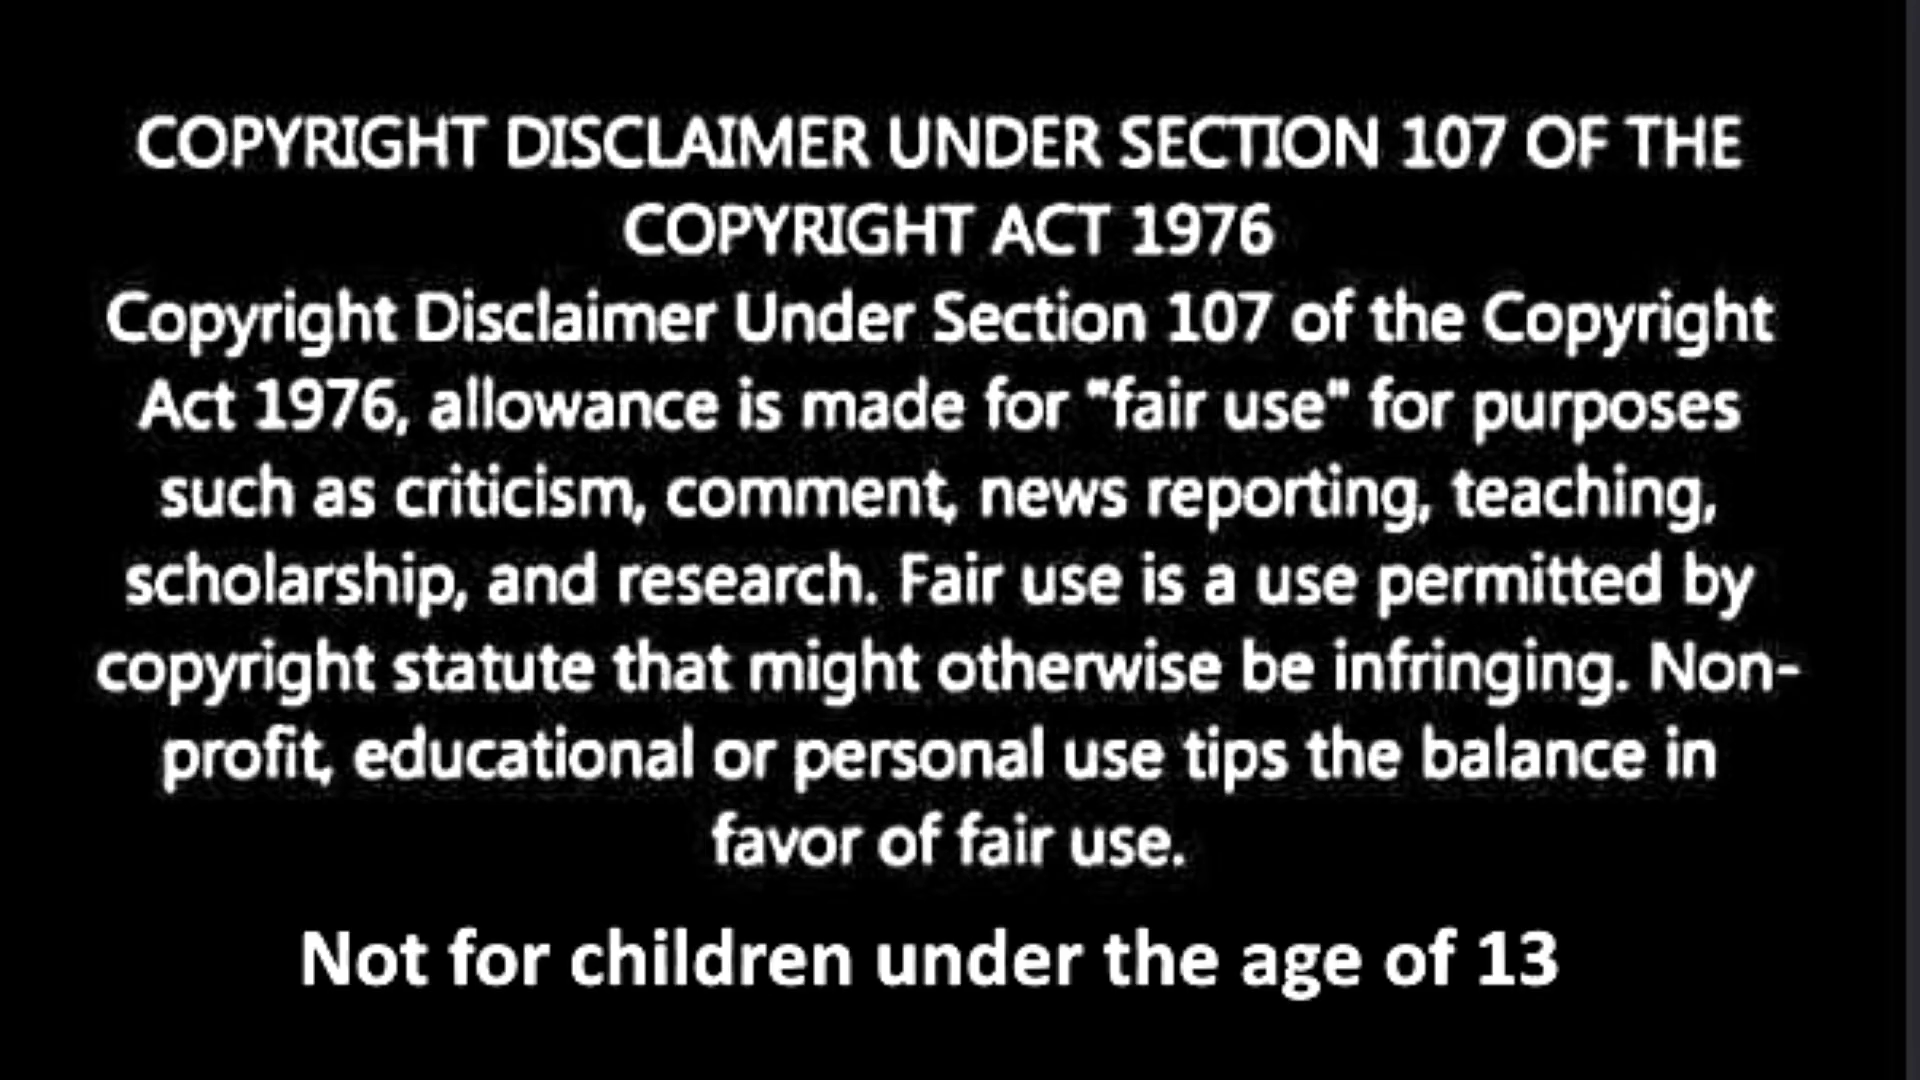 COPYRIGHT DISCLAIMER UNDER SECTION 107 OF THE
COPYRIGHT ACT 1976
Copyright Disclaimer Under Section 107 of the Copyright
Act 1976, allowance is made for "fair use" for purposes
such as criticism, comment, news reporting, teaching,
scholarship, and research. Fair use is a use permitted by
copyright statute that might otherwise be infringing. Non-
profit, educational or personal use tips the balance in
favor of fair use.
Not for children under the age of 13